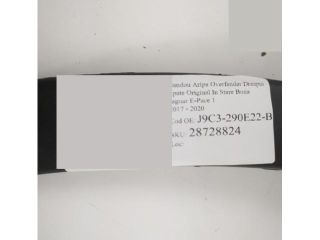 Bandou Aripa Overfender Dreapta
Spate Original In Stare Buna
Jaguar E-Pace 1
2017 - 2020
Cod OE: J9C3-290E22-B
SKU: 28728824
Loc: